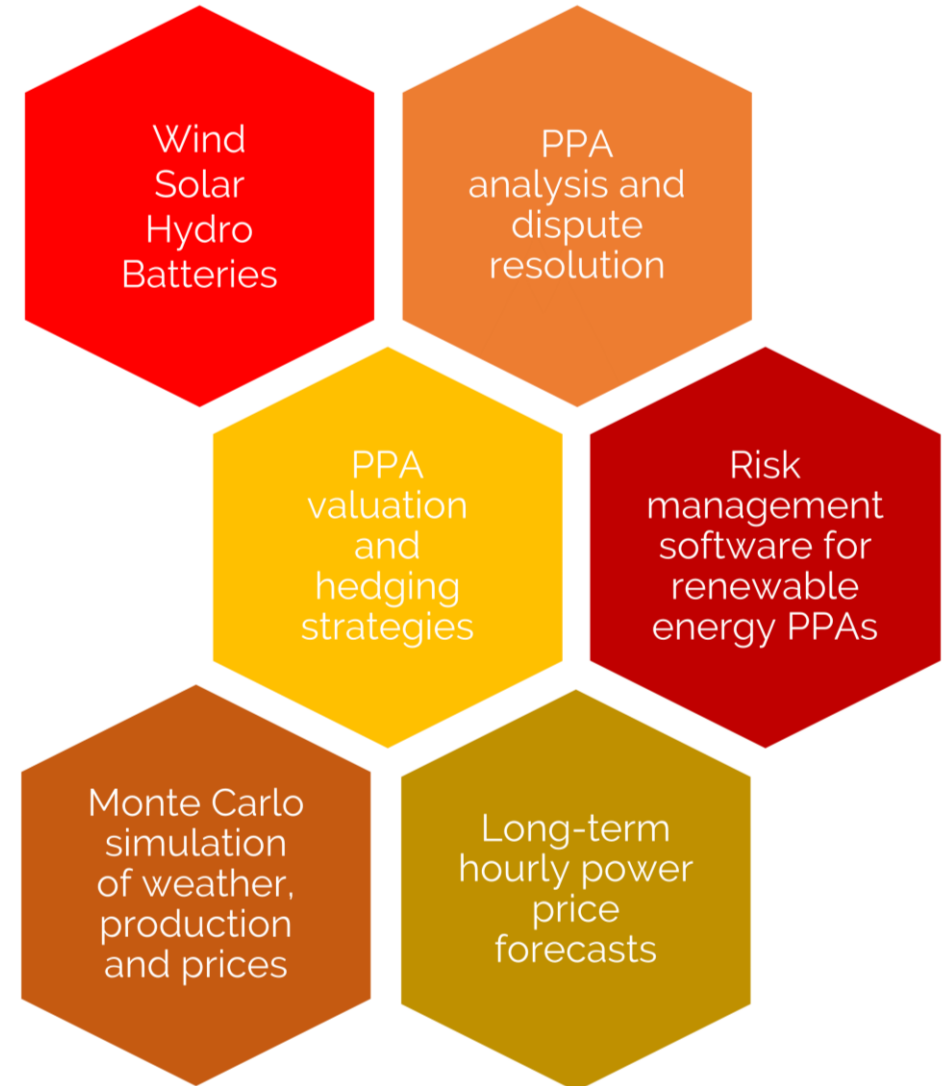 Wind
Solar
Hydro
Batteries
PPA
analysis and
dispute
resolution
PPA
valuation
and
hedging
strategies
Risk
management
software for
renewable
energy PPAs
Monte Carlo
simulation
of weather,
production
and prices
Long-term
hourly power
price
forecasts